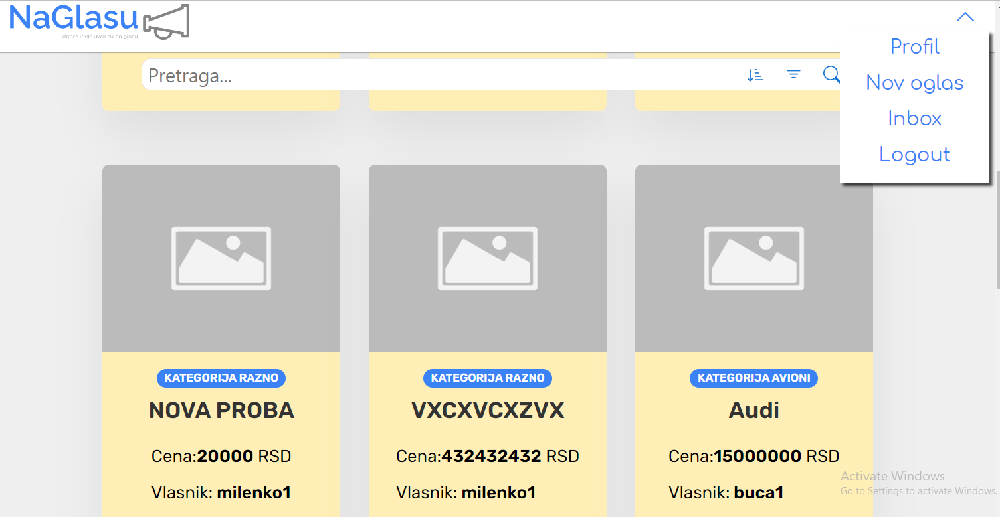 NaGlasu
dobre ideje uvek su na glasu
Profil
Nov oglas
Inbox
Logout
Pretraga...
KATEGORIJA RAZNO
NOVA PROBA
Cena:20000 RSD
Vlasnik: milenko1
KATEGORIJA RAZNO
VXCXVCXZVX
Cena:432432432 RSD
Vlasnik: milenko1
KATEGORIJA AVIONI
Audi
Cena:15000000 RSD
Vlasnik: buca1
Activate Windows
Go to Settings to activate Windows.